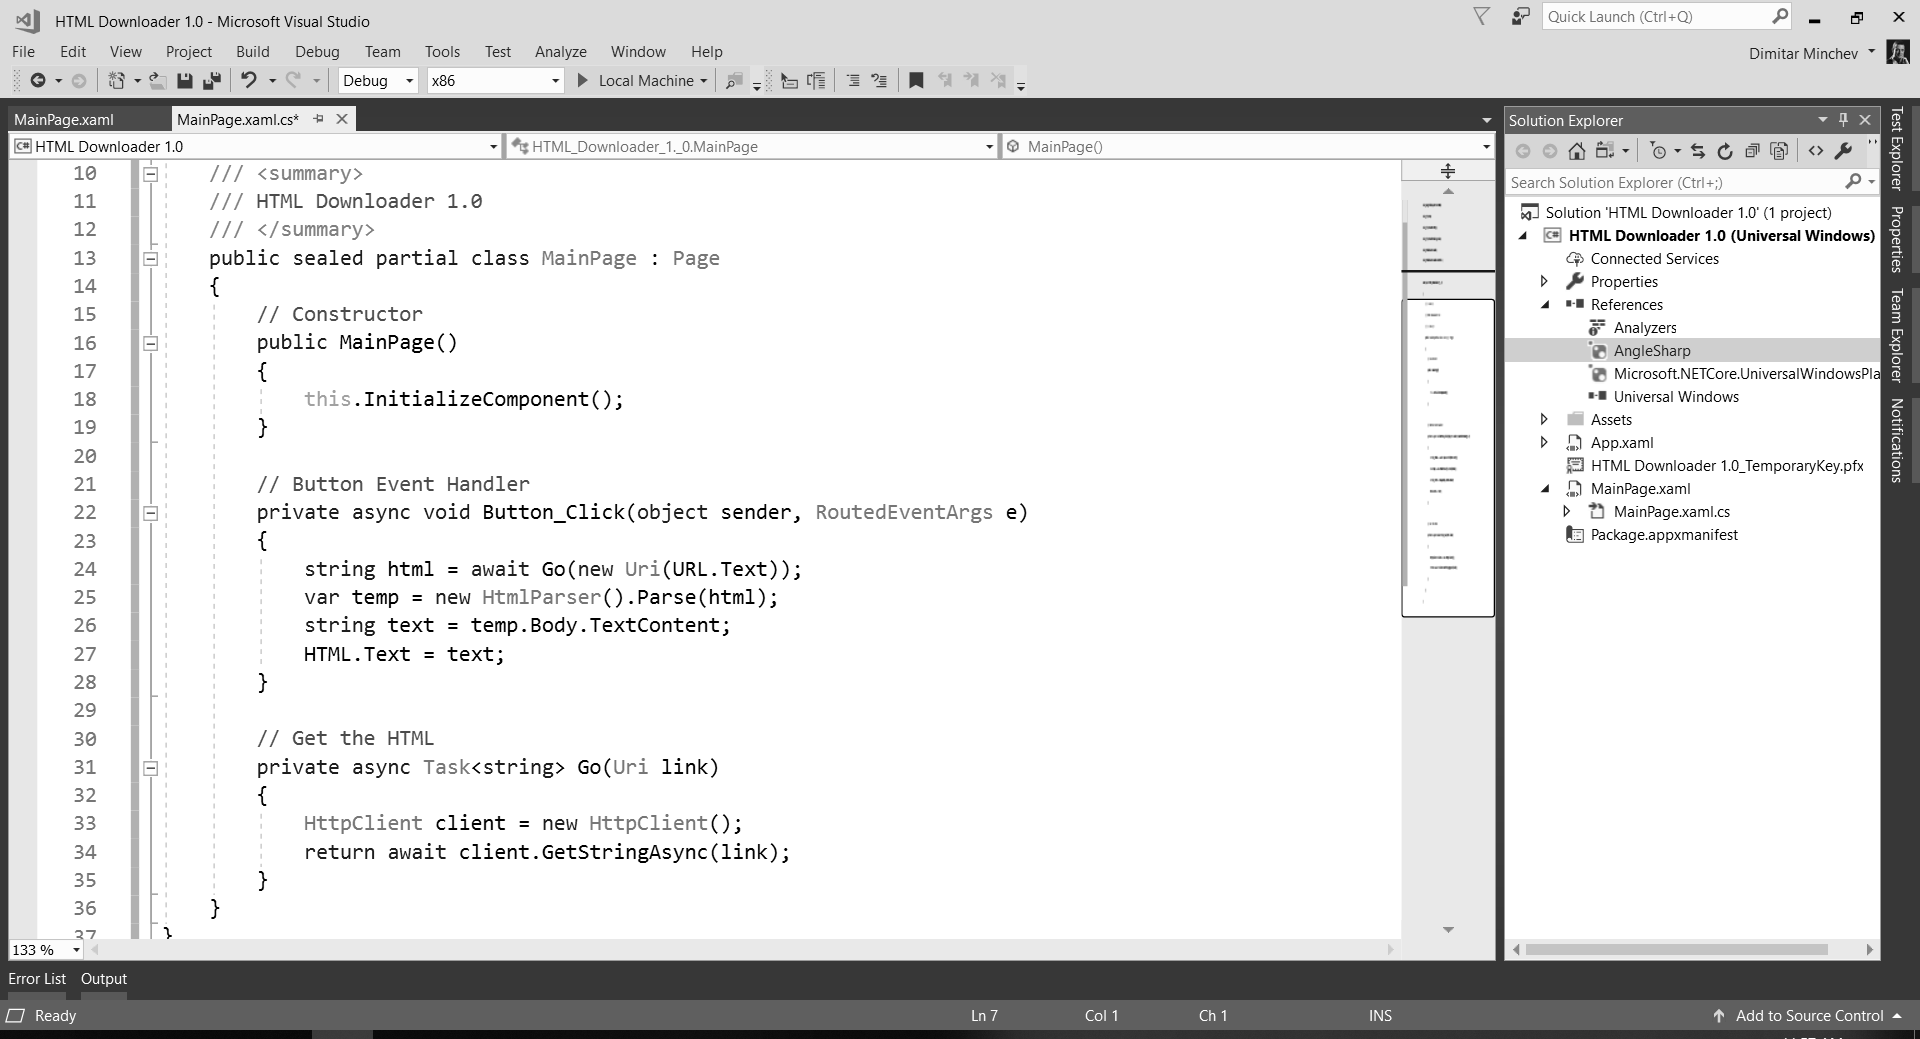 HTML Downloader 1.0 - Microsoft Visual Studio
Quick Launch (Ctrl+Q)
File Edit View Project Build Debug Team Tools Test Analyze Window Help
Dimitar Minchev
Debug x86 Local Machine
MainPage.xaml MainPage.xaml.cs*
HTML Downloader 1.0 HTML_Downloader_1._0.MainPage MainPage()
10 /// <summary>
11 /// HTML Downloader 1.0
12 /// </summary>
13 public sealed partial class MainPage : Page
14 {
15 // Constructor
16 public MainPage()
17 {
18 this.InitializeComponent();
19 }
20
21 // Button Event Handler
22 private async void Button_Click(object sender, RoutedEventArgs e)
23 {
24 string html = await Go(new Uri(URL.Text));
25 var temp = new HtmlParser().Parse(html);
26 string text = temp.Body.TextContent;
27 HTML.Text = text;
28 }
29
30 // Get the HTML
31 private async Task<string> Go(Uri link)
32 {
33 HttpClient client = new HttpClient();
34 return await client.GetStringAsync(link);
35 }
36 }
37 }
133 %
Solution Explorer
Search Solution Explorer (Ctrl+;)
Solution 'HTML Downloader 1.0' (1 project)
C# HTML Downloader 1.0 (Universal Windows)
Connected Services
Properties
References
Analyzers
AngleSharp
Microsoft.NETCore.UniversalWindowsPla
Universal Windows
Assets
App.xaml
HTML Downloader 1.0_TemporaryKey.pfx
MainPage.xaml
MainPage.xaml.cs
Package.appxmanifest
Test Explorer
Properties
Team Explorer
Notifications
Error List Output
Ready Ln 7 Col 1 Ch 1 INS Add to Source Control